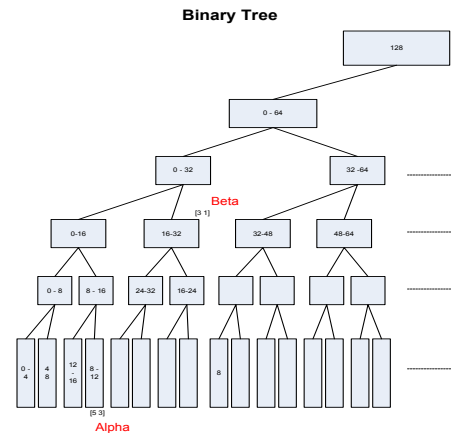 Binary Tree
128
0 - 64
0 - 32
32 -64
Beta
[3 1]
0-16
16-32
32-48
48-64
0 - 8
8 - 16
24-32
16-24
0 -
4
4
8
12
-
16
8 -
12
8
[5 3]
Alpha